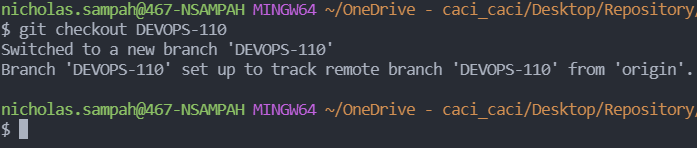 nicholas.sampah@467-NSAMPAH MINGW64 ~/OneDrive - caci_caci/Desktop/Repository/
$ git checkout DEVOPS-110
Switched to a new branch 'DEVOPS-110'
Branch 'DEVOPS-110' set up to track remote branch 'DEVOPS-110' from 'origin'.
nicholas.sampah@467-NSAMPAH MINGW64 ~/OneDrive - caci_caci/Desktop/Repository/
$